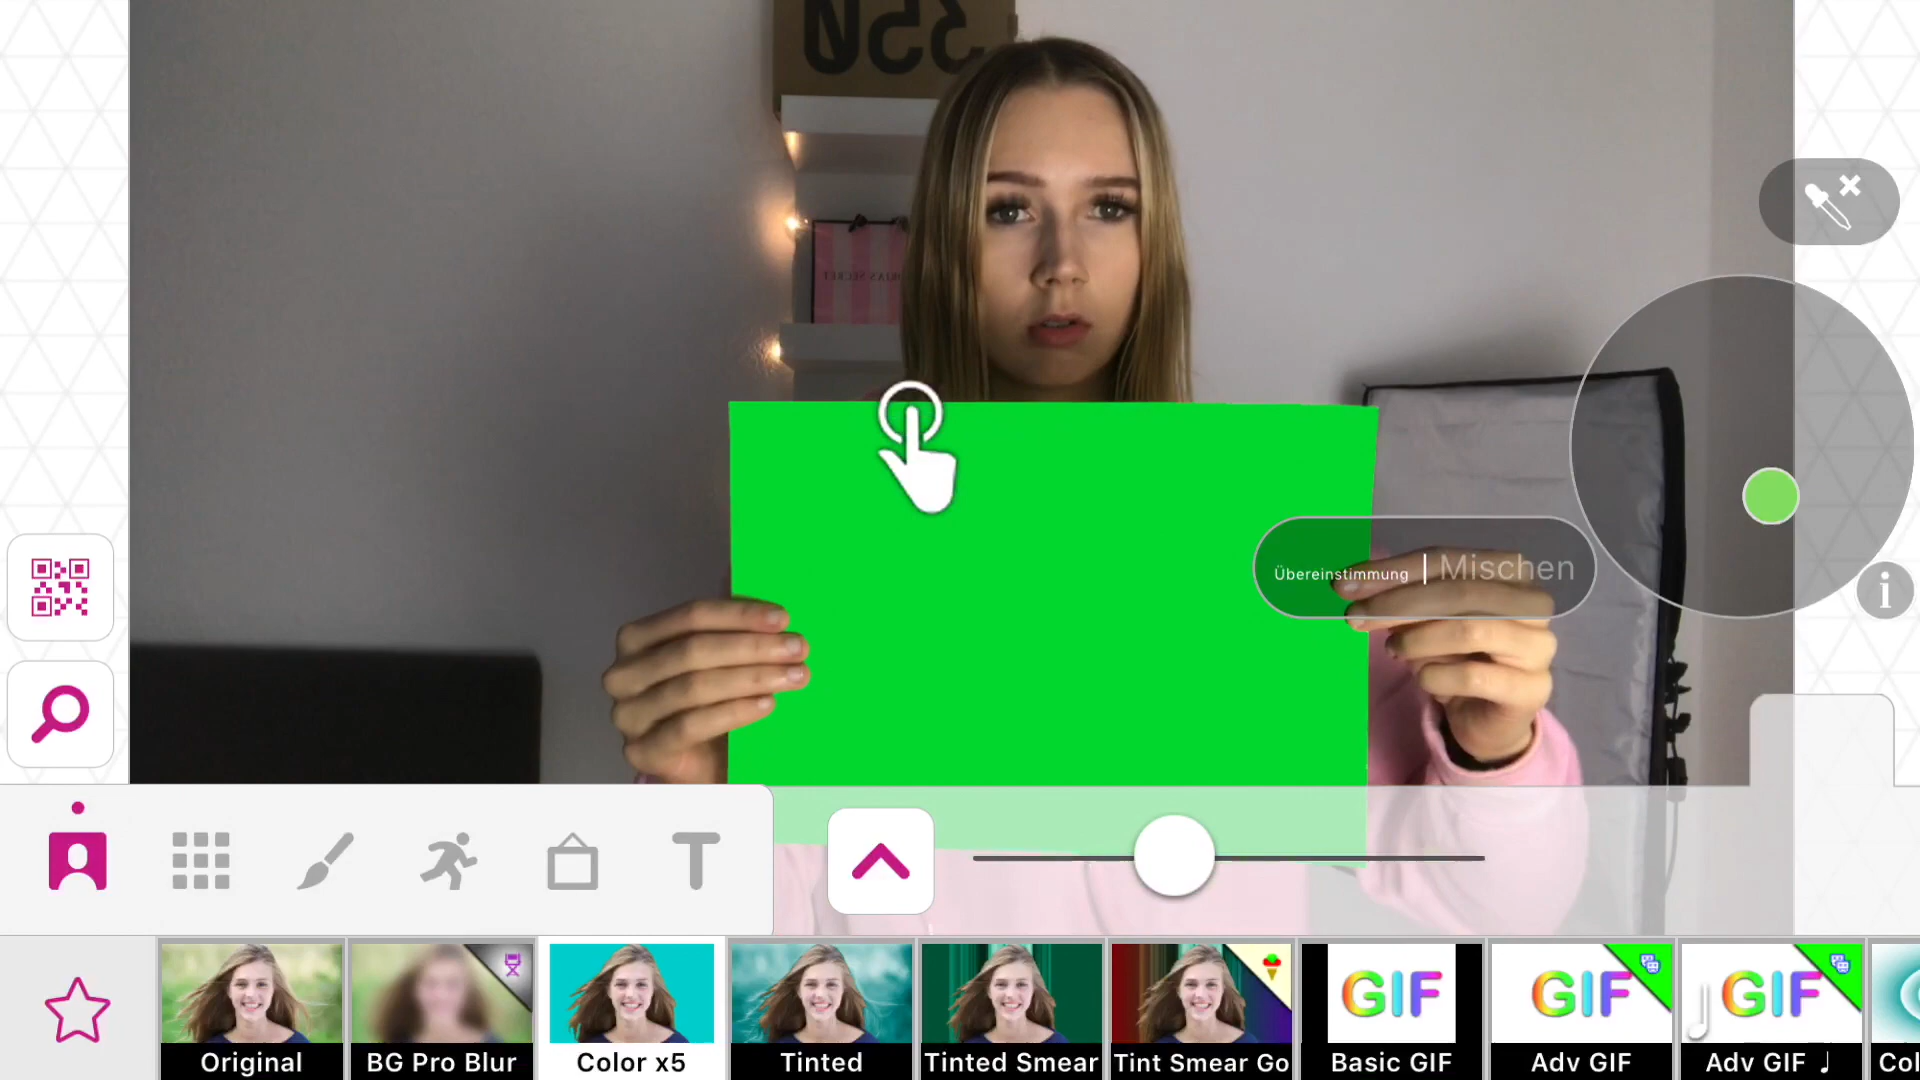 350
Übereinstimmung | Mischen
T
Original
BG Pro Blur
Color x5
Tinted
Tinted Smear
Tint Smear Go
GIF
Basic GIF
GIF
Adv GIF
GIF
Adv GIF ♩
Col